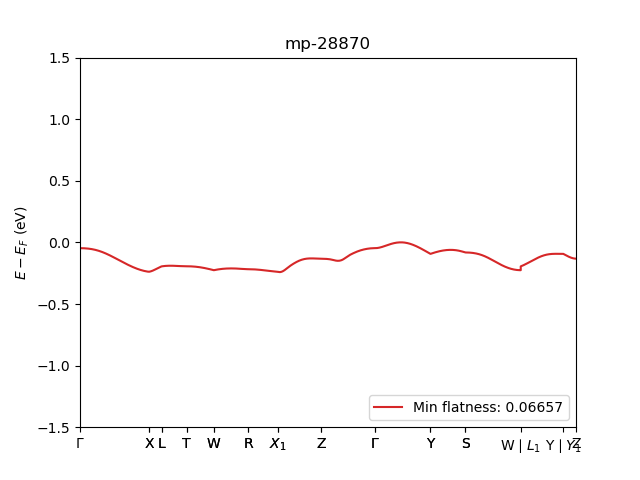 mp-28870
1.5
1.0
0.5
0.0
−0.5
−1.0
−1.5
E − E_F (eV)
Min flatness: 0.06657
Γ X L T W R X_1 Z Γ Y S W | L_1 Y | Y_1 Z